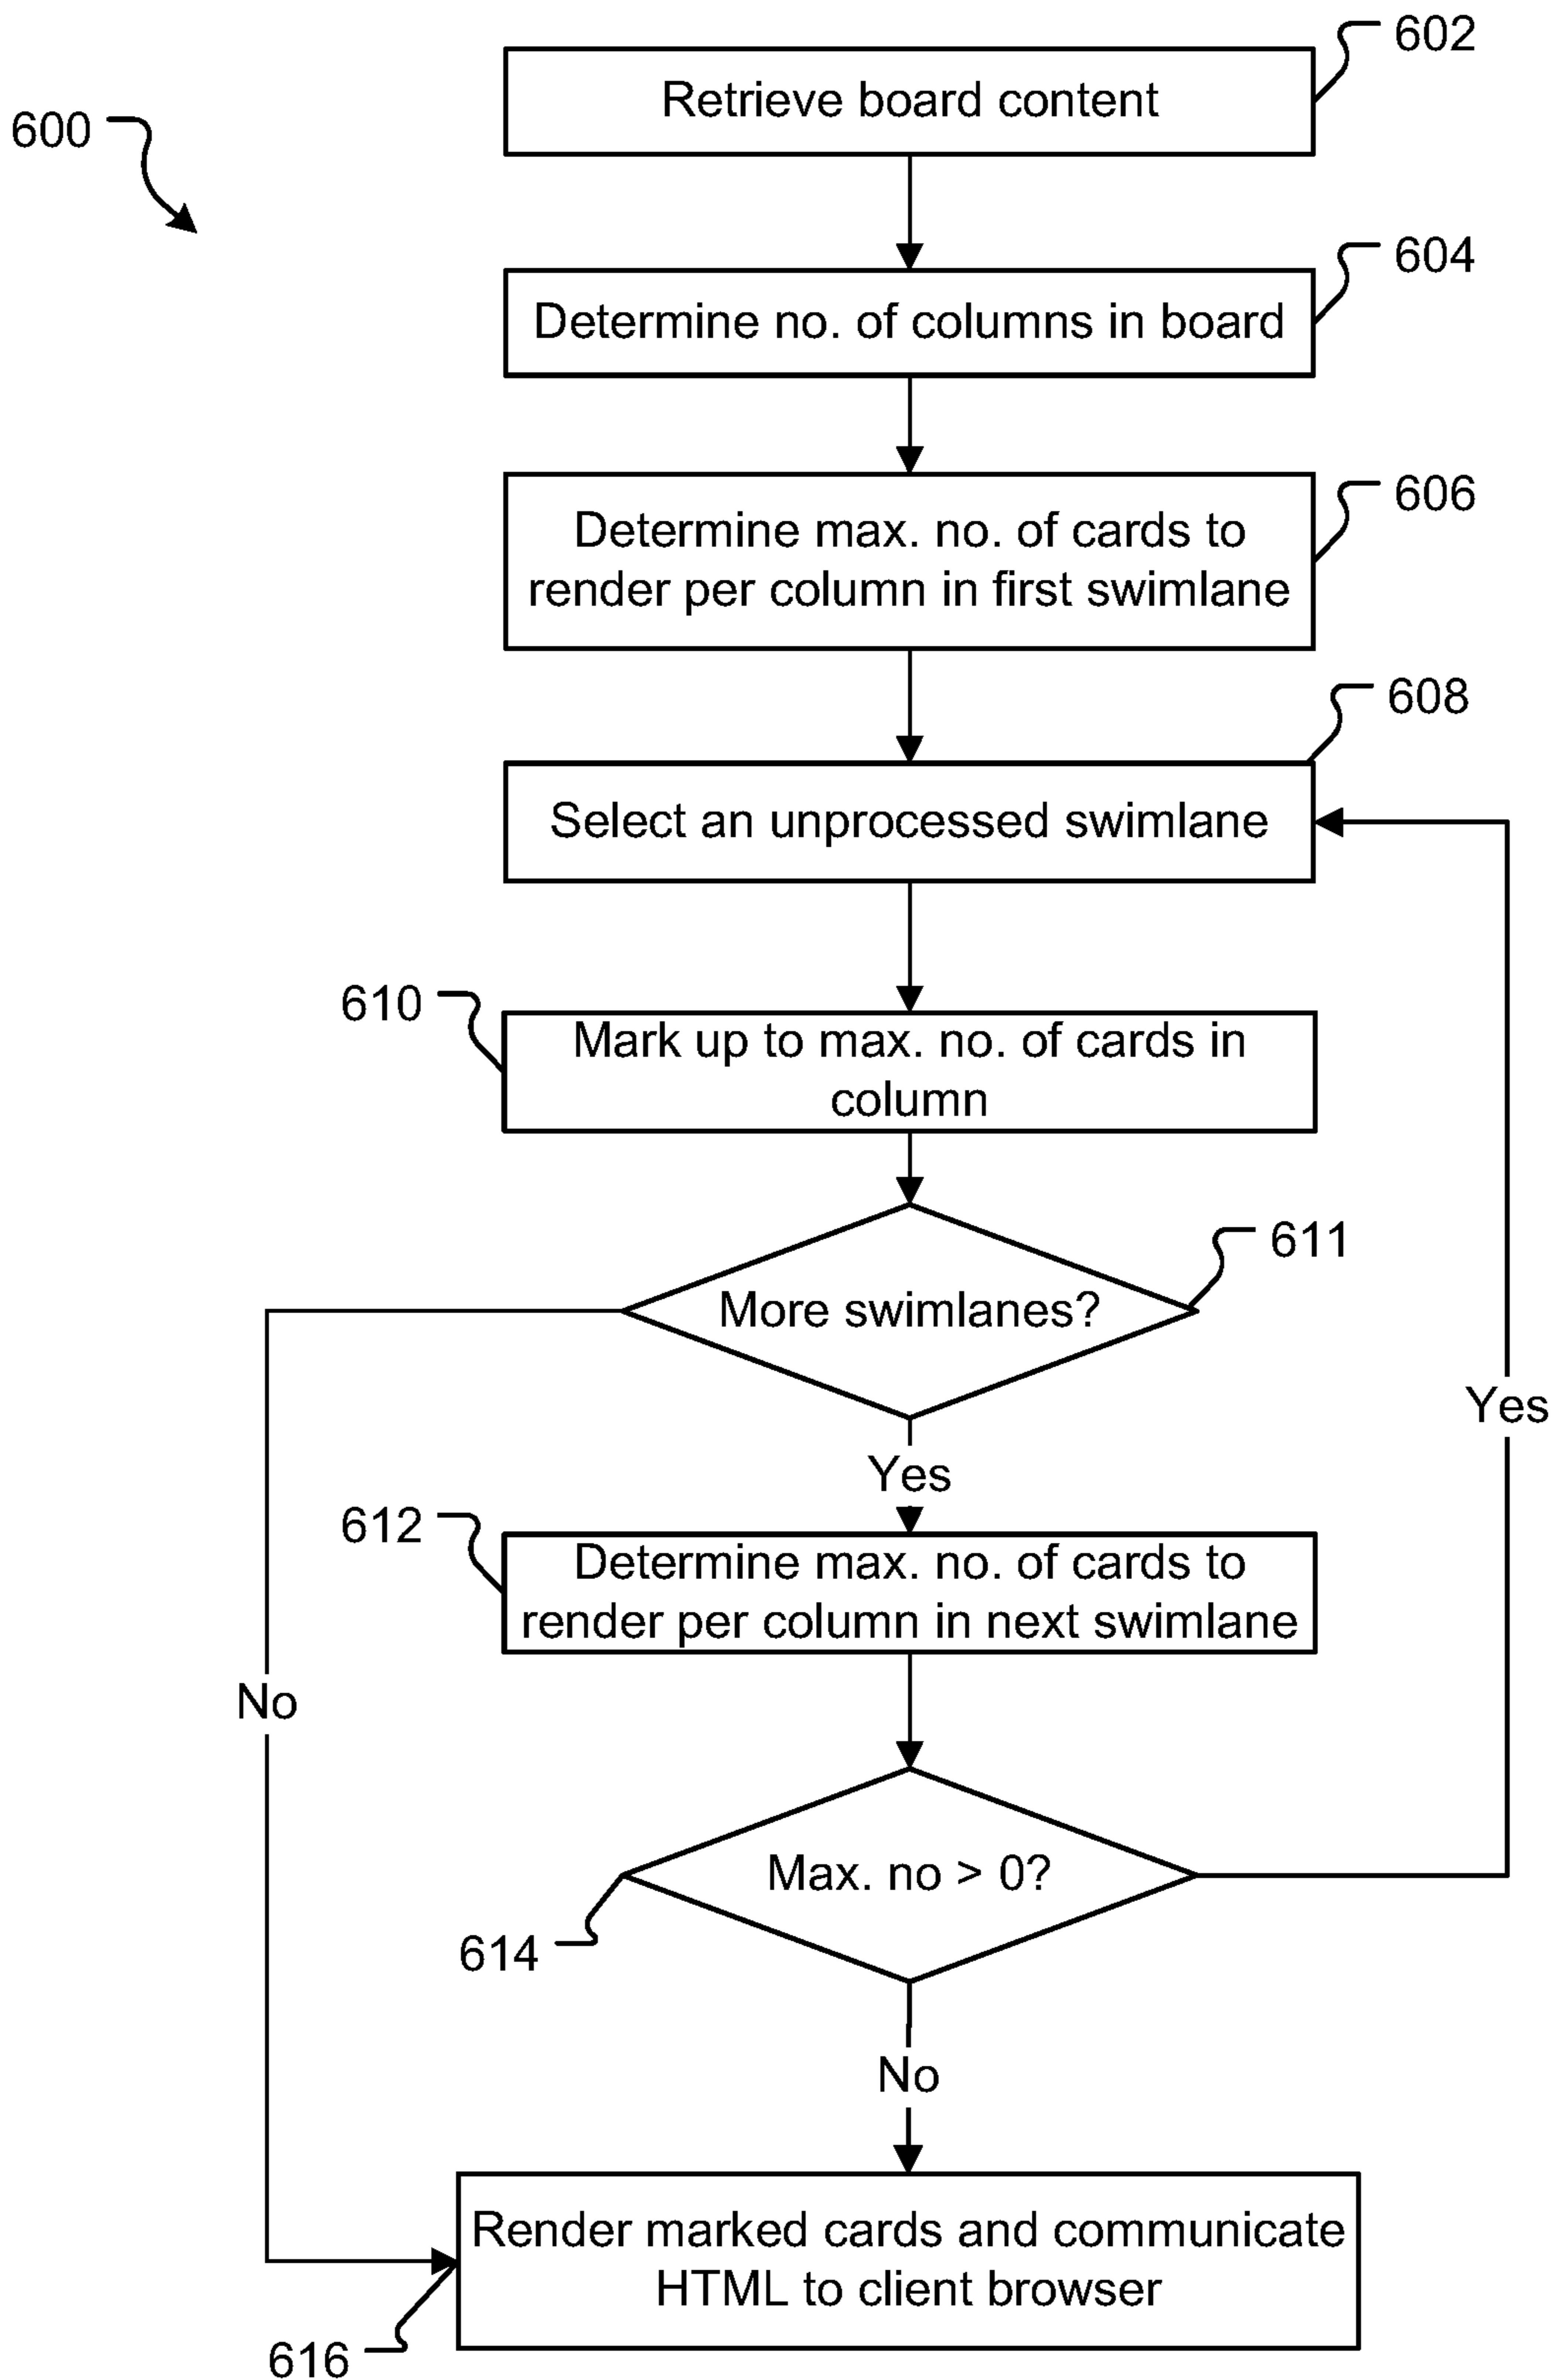 602
600
Retrieve board content
604
Determine no. of columns in board
606
Determine max. no. of cards to
render per column in first swimlane
608
Select an unprocessed swimlane
610
Mark up to max. no. of cards in
column
611
More swimlanes?
Yes
Yes
612
Determine max. no. of cards to
render per column in next swimlane
No
Max. no > 0?
614
No
Render marked cards and communicate
HTML to client browser
616